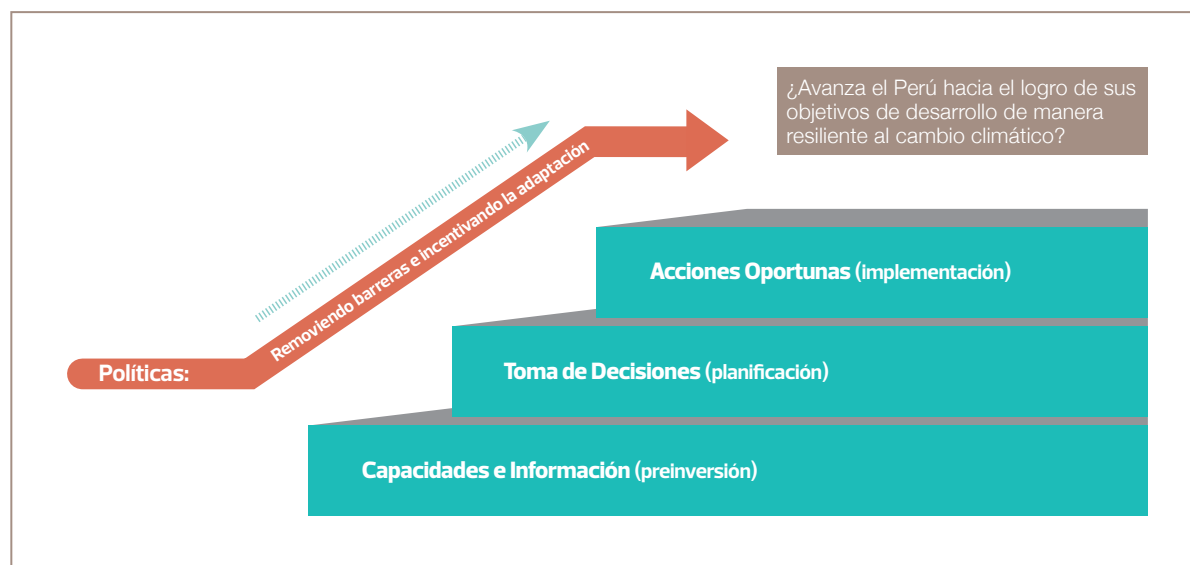 ¿Avanza el Perú hacia el logro de sus
objetivos de desarrollo de manera
resiliente al cambio climático?
Removiendo barreras e incentivando la adaptación
Políticas:
Acciones Oportunas (implementación)
Toma de Decisiones (planificación)
Capacidades e Información (preinversión)